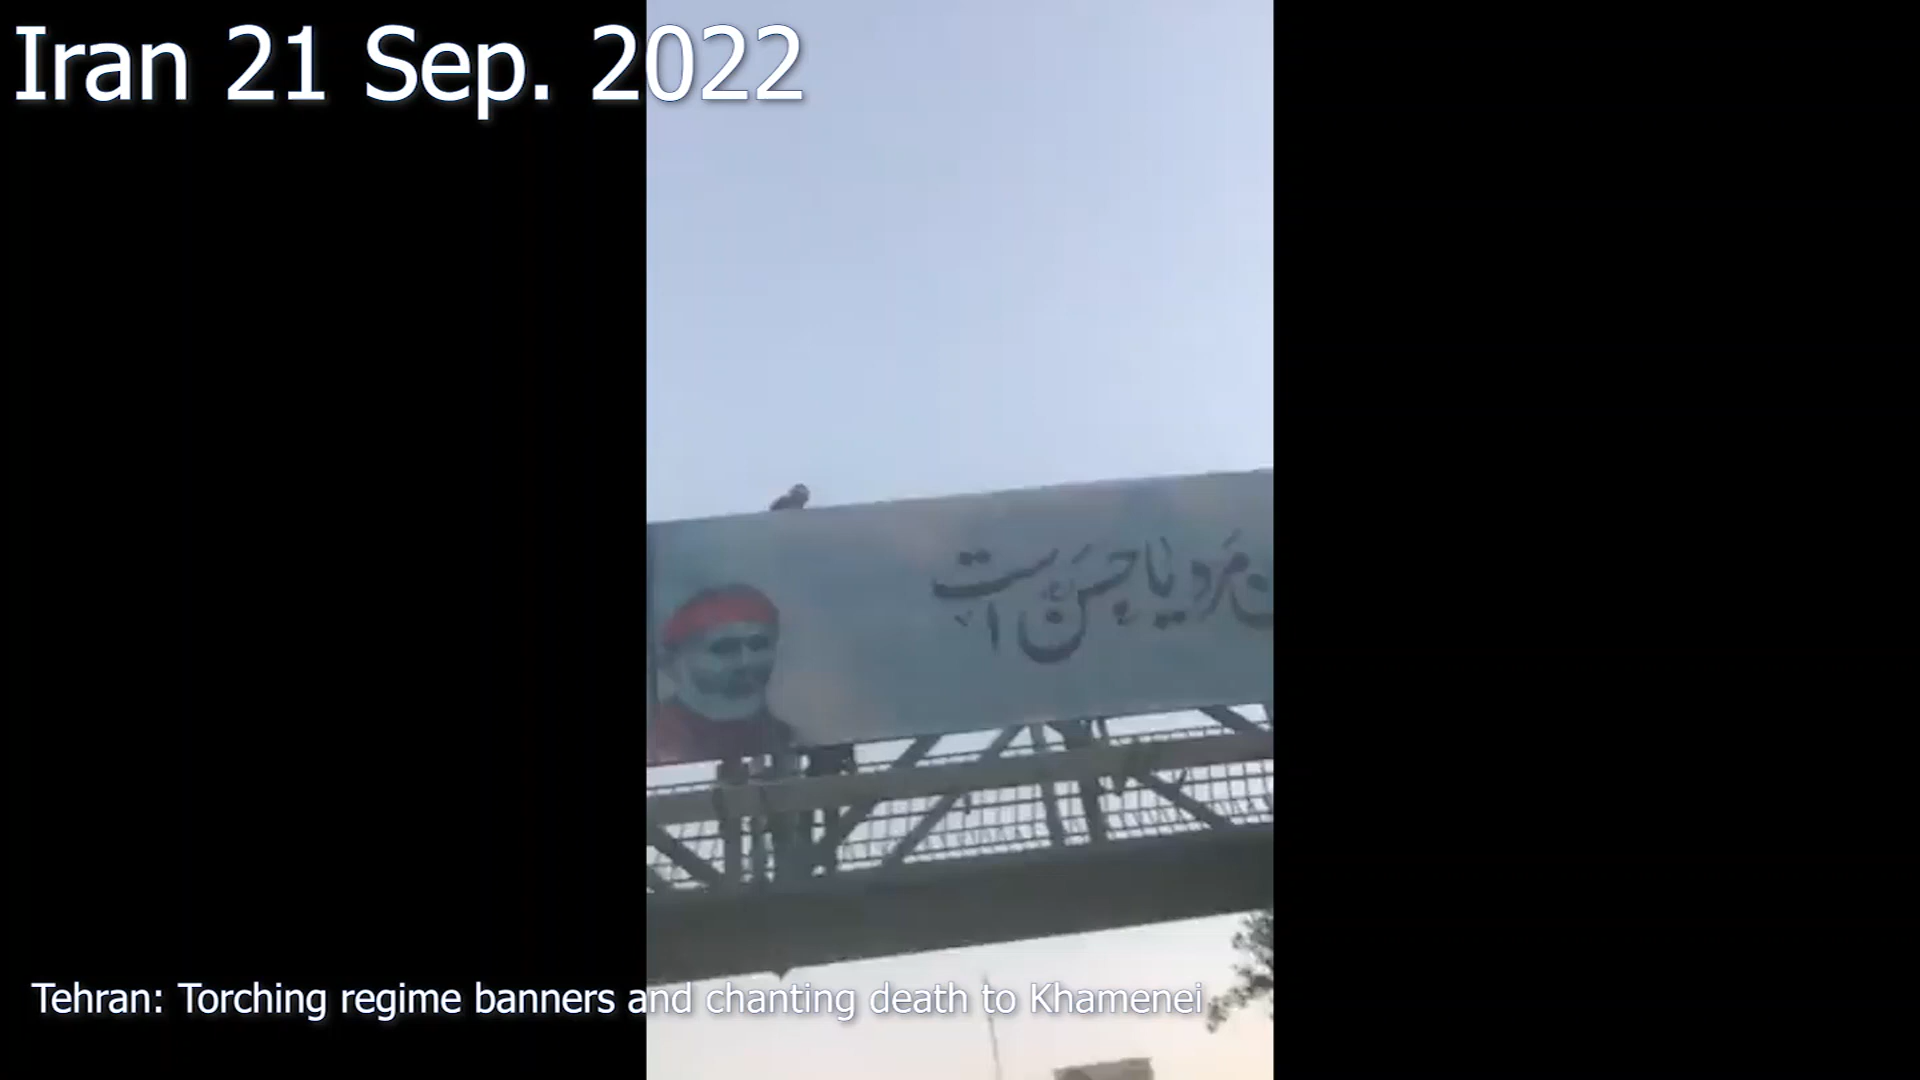 Iran 21 Sep. 2022
مرد یا حسن است
Tehran: Torching regime banners and chanting death to Khamenei